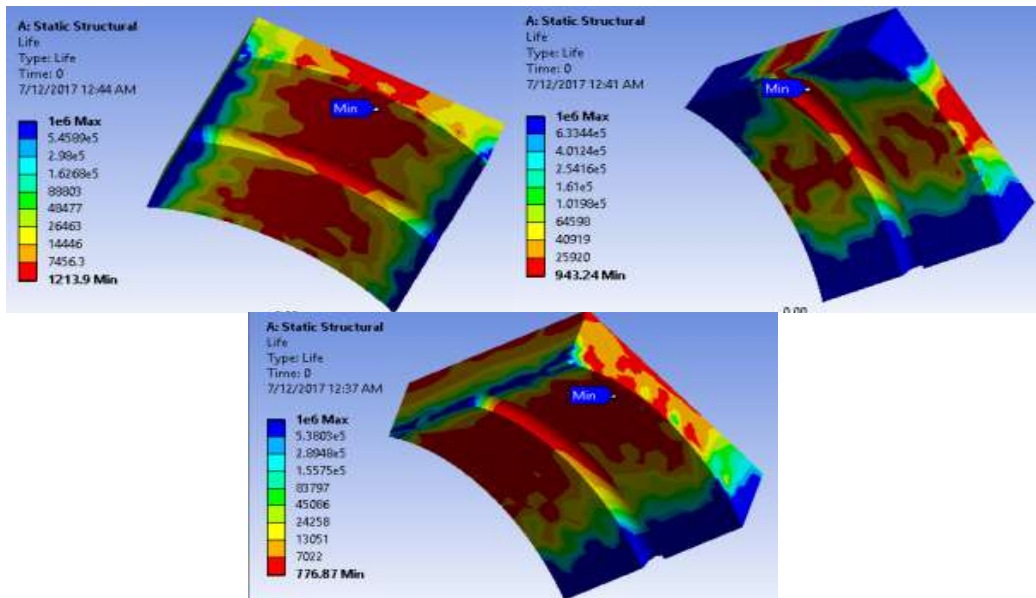 A: Static Structural
Life
Type: Life
Time: 0
7/12/2017 12:44 AM
1e6 Max
5.4589e5
2.98e5
1.6268e5
88803
48477
26463
14446
7456.3
1213.9 Min
Min
A: Static Structural
Life
Type: Life
Time: 0
7/12/2017 12:41 AM
1e6 Max
6.3344e5
4.0124e5
2.5416e5
1.61e5
1.0198e5
64598
40919
25920
943.24 Min
Min
0.00
A: Static Structural
Life
Type: Life
Time: 0
7/12/2017 12:37 AM
1e6 Max
5.3803e5
2.8948e5
1.5575e5
83797
45086
24258
13051
7022
776.87 Min
Min